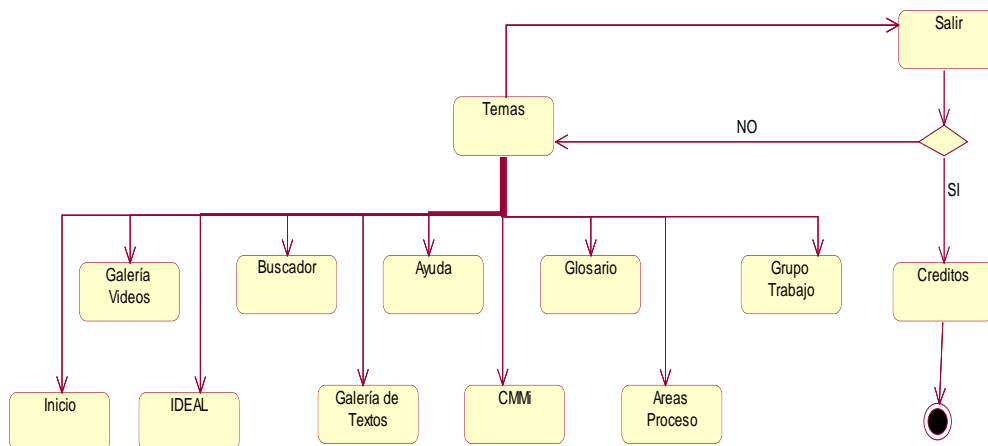 Salir
Temas
NO
SI
Galería
Videos
Buscador
Ayuda
Glosario
Grupo
Trabajo
Creditos
Inicio
IDEAL
Galería de
Textos
CMMi
Areas
Proceso